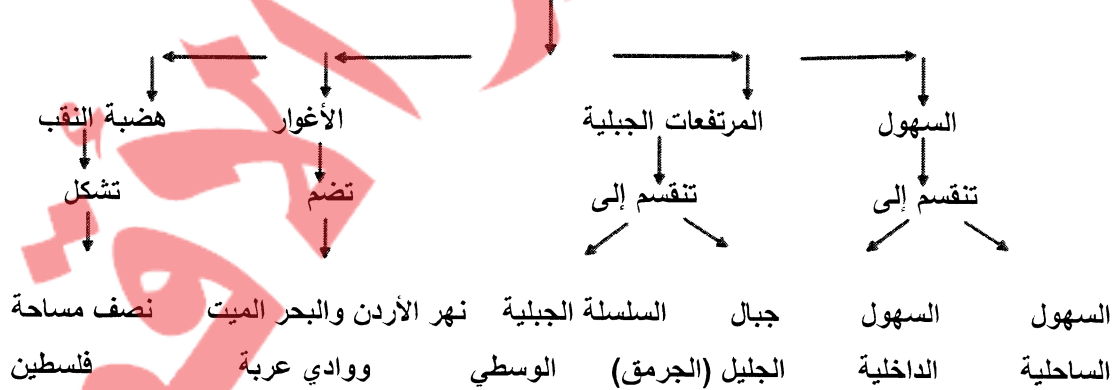 السهول المرتفعات الجبلية الأغوار هضبة النقب
تنقسم إلى تنقسم إلى تضم تشكل
السهول السهول جبال السلسلة الجبلية نهر الأردن والبحر الميت نصف مساحة
الساحلية الداخلية الجليل (الجرمق) الوسطي ووادي عربة فلسطين